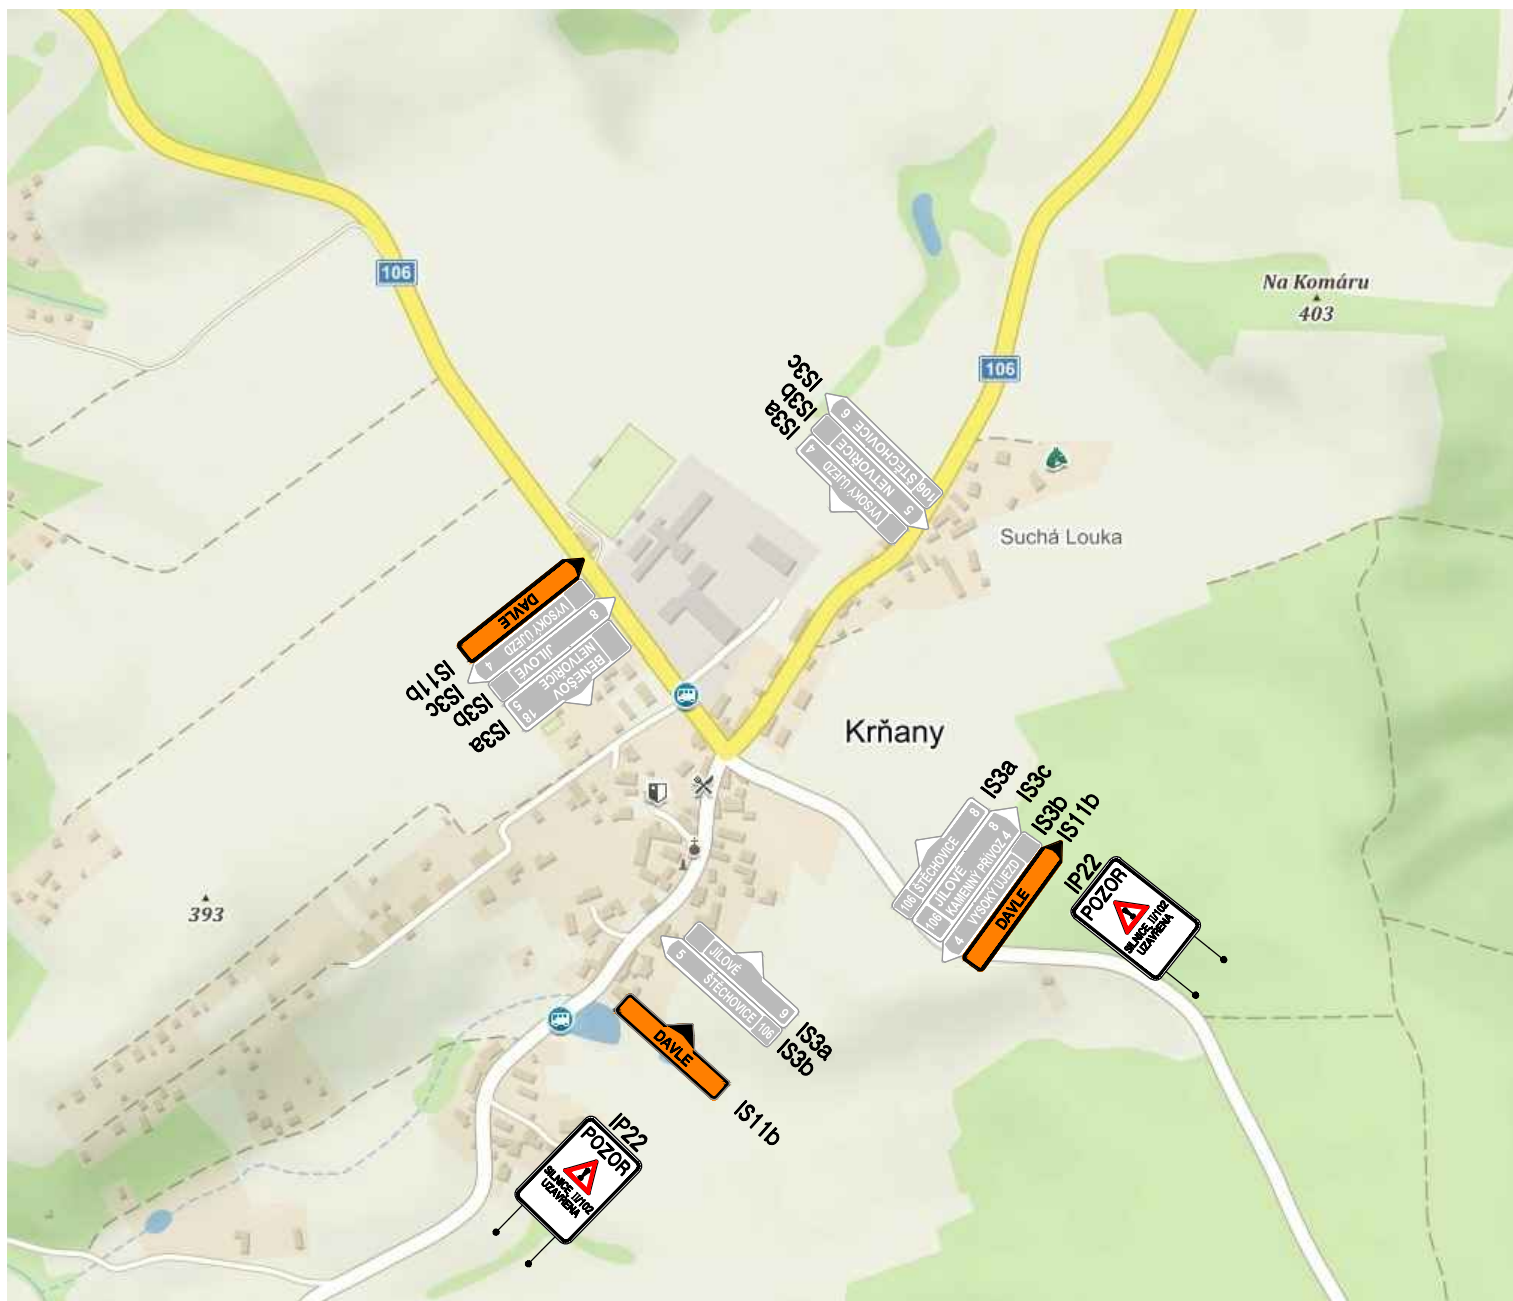 106
Na Komáru
403
106
IS3c
IS3b
IS3a
6 ŠTĚCHOVICE 106
NETVOŘICE 5
4 VYSOKÝ ÚJEZD
Suchá Louka
DAVLE
VYSOKÝ ÚJEZD 4
JÍLOVÉ 8
BENEŠOV 18
NETVOŘICE 5
IS11b
IS3c
IS3b
IS3a
Krňany
IS3a
IS3c
IS3b
IS11b
106 ŠTĚCHOVICE 8
106 JÍLOVÉ 8
KAMENNÝ PŘÍVOZ 4
4 VYSOKÝ ÚJEZD
DAVLE
IP22
POZOR
SILNICE II/102
UZAVŘENA
393
JÍLOVÉ 9
5 ŠTĚCHOVICE 106
IS3a
IS3b
DAVLE
IS11b
IP22
POZOR
SILNICE II/102
UZAVŘENA